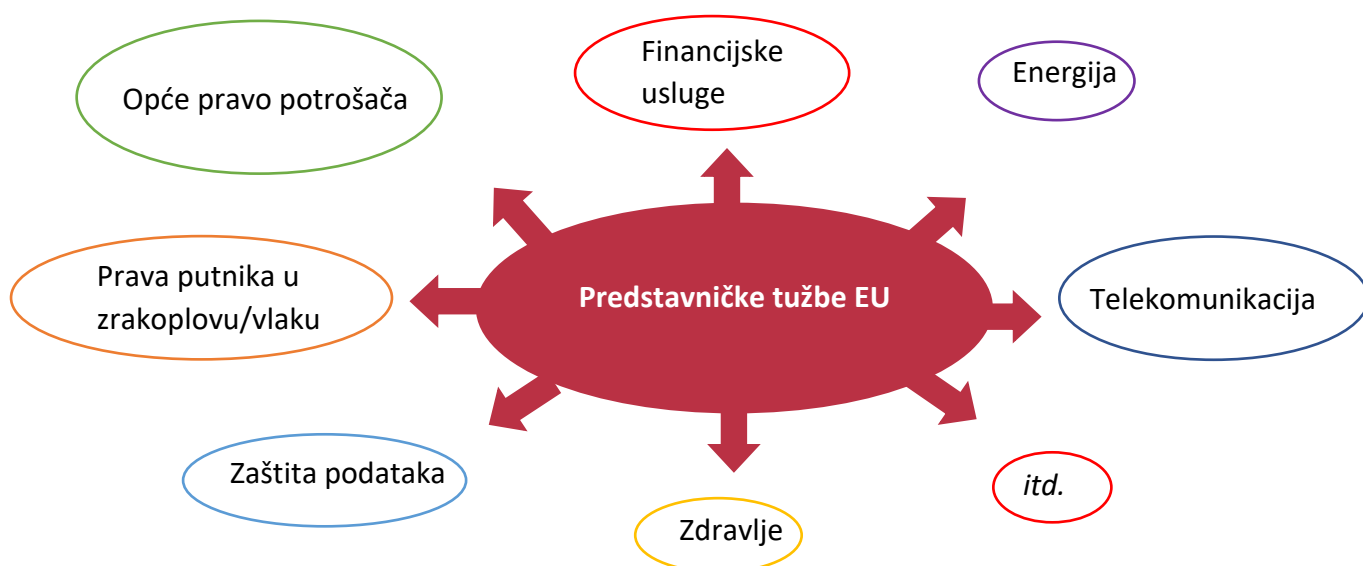 Financijske
usluge
Energija
Opće pravo potrošača
Prava putnika u
zrakoplovu/vlaku
Predstavničke tužbe EU
Telekomunikacija
Zaštita podataka
itd.
Zdravlje